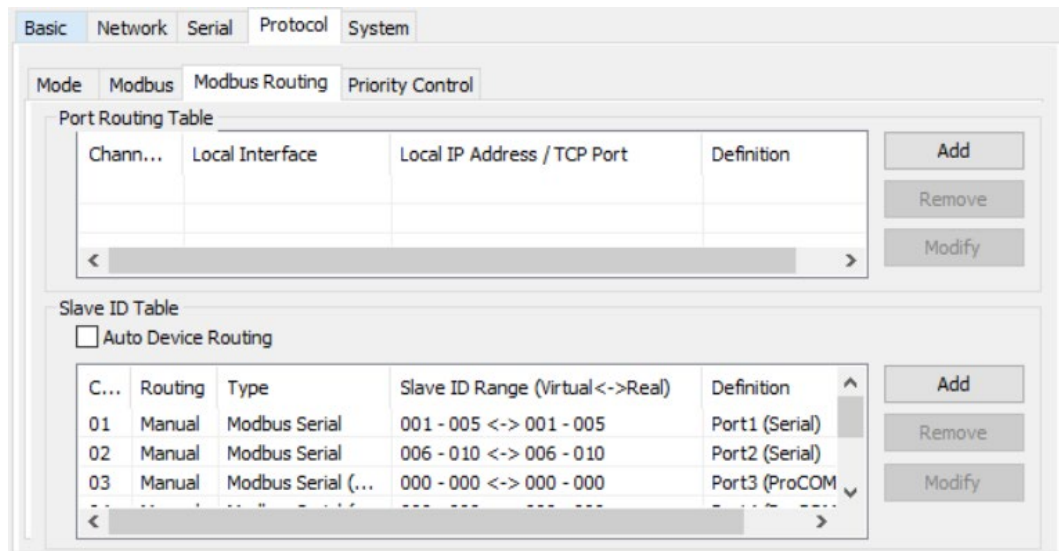 Basic Network Serial Protocol System
Mode Modbus Modbus Routing Priority Control
Port Routing Table
Chann... Local Interface Local IP Address / TCP Port Definition
Add
Remove
Modify
Slave ID Table
Auto Device Routing
C... Routing Type Slave ID Range (Virtual<->Real) Definition
01 Manual Modbus Serial 001 - 005 <-> 001 - 005 Port1 (Serial)
02 Manual Modbus Serial 006 - 010 <-> 006 - 010 Port2 (Serial)
03 Manual Modbus Serial (... 000 - 000 <-> 000 - 000 Port3 (ProCOM
Add
Remove
Modify